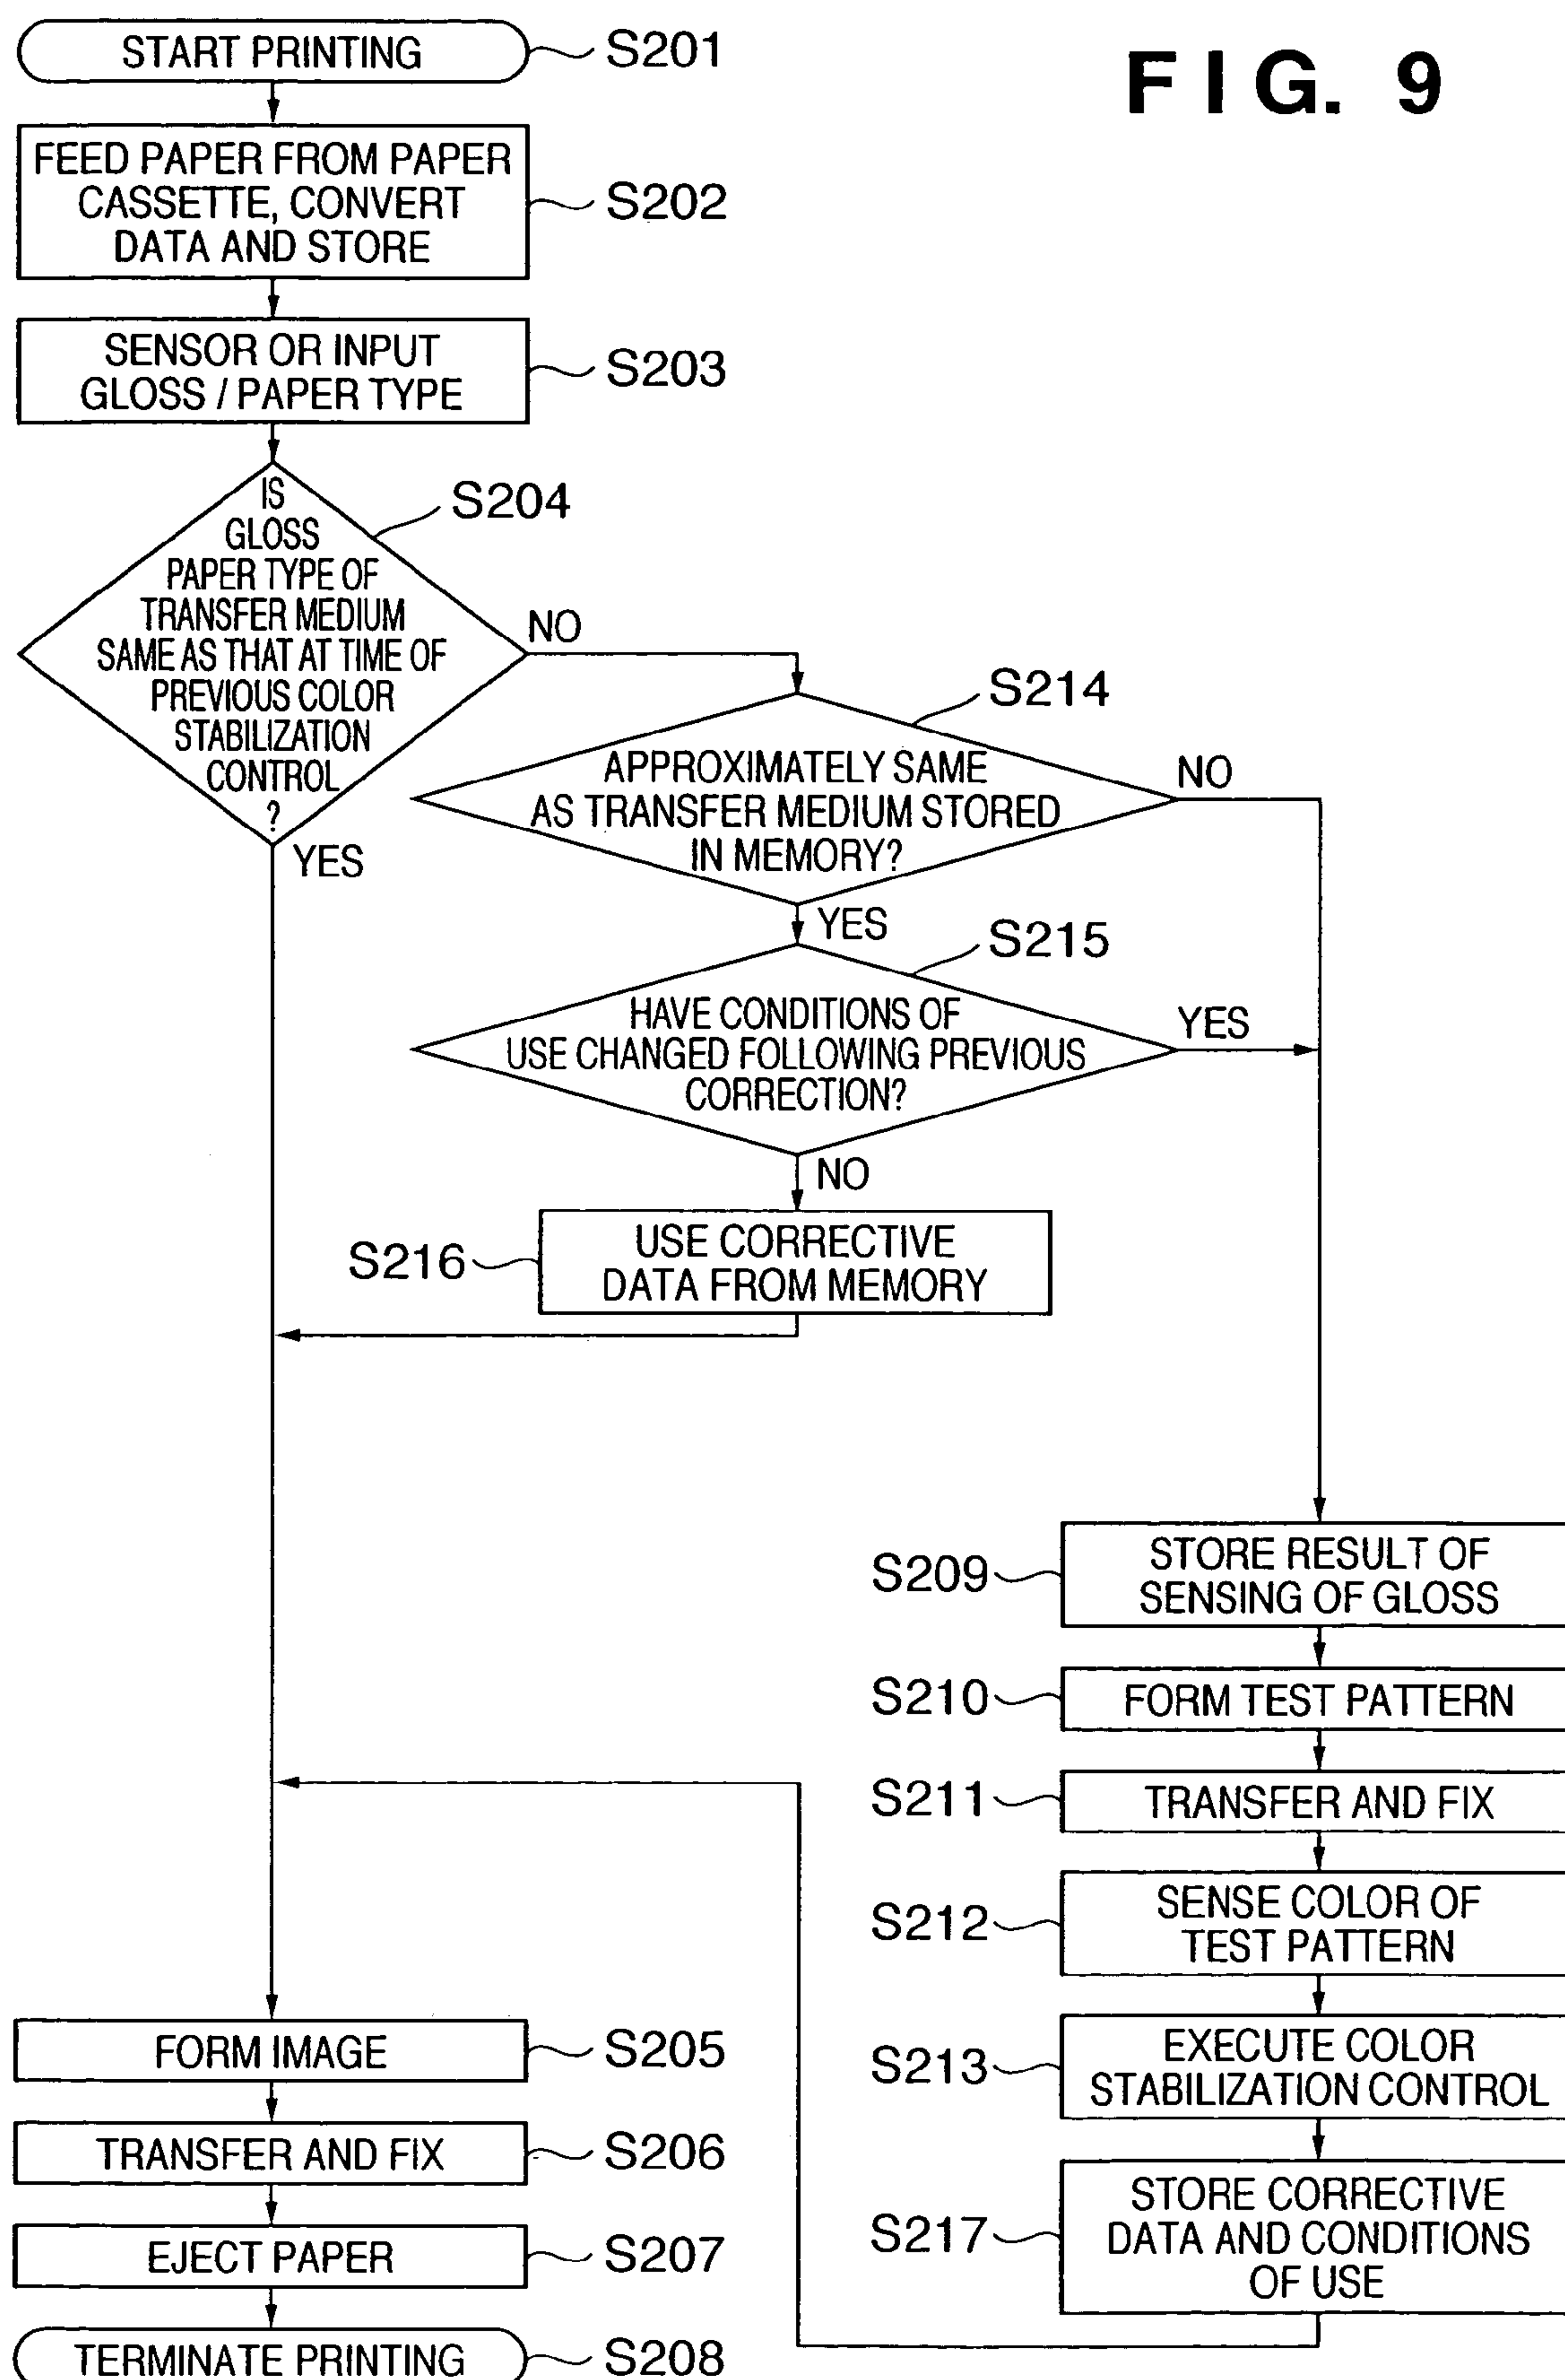 FIG. 9
START PRINTING
S201
FEED PAPER FROM PAPER
CASSETTE, CONVERT
DATA AND STORE
S202
SENSOR OR INPUT
GLOSS / PAPER TYPE
S203
IS
GLOSS
PAPER TYPE OF
TRANSFER MEDIUM
SAME AS THAT AT TIME OF
PREVIOUS COLOR
STABILIZATION
CONTROL
?
S204
NO
YES
APPROXIMATELY SAME
AS TRANSFER MEDIUM STORED
IN MEMORY?
S214
NO
YES
HAVE CONDITIONS OF
USE CHANGED FOLLOWING PREVIOUS
CORRECTION?
S215
YES
NO
S216
USE CORRECTIVE
DATA FROM MEMORY
S209
STORE RESULT OF
SENSING OF GLOSS
S210
FORM TEST PATTERN
S211
TRANSFER AND FIX
S212
SENSE COLOR OF
TEST PATTERN
S213
EXECUTE COLOR
STABILIZATION CONTROL
S217
STORE CORRECTIVE
DATA AND CONDITIONS
OF USE
FORM IMAGE
S205
TRANSFER AND FIX
S206
EJECT PAPER
S207
TERMINATE PRINTING
S208